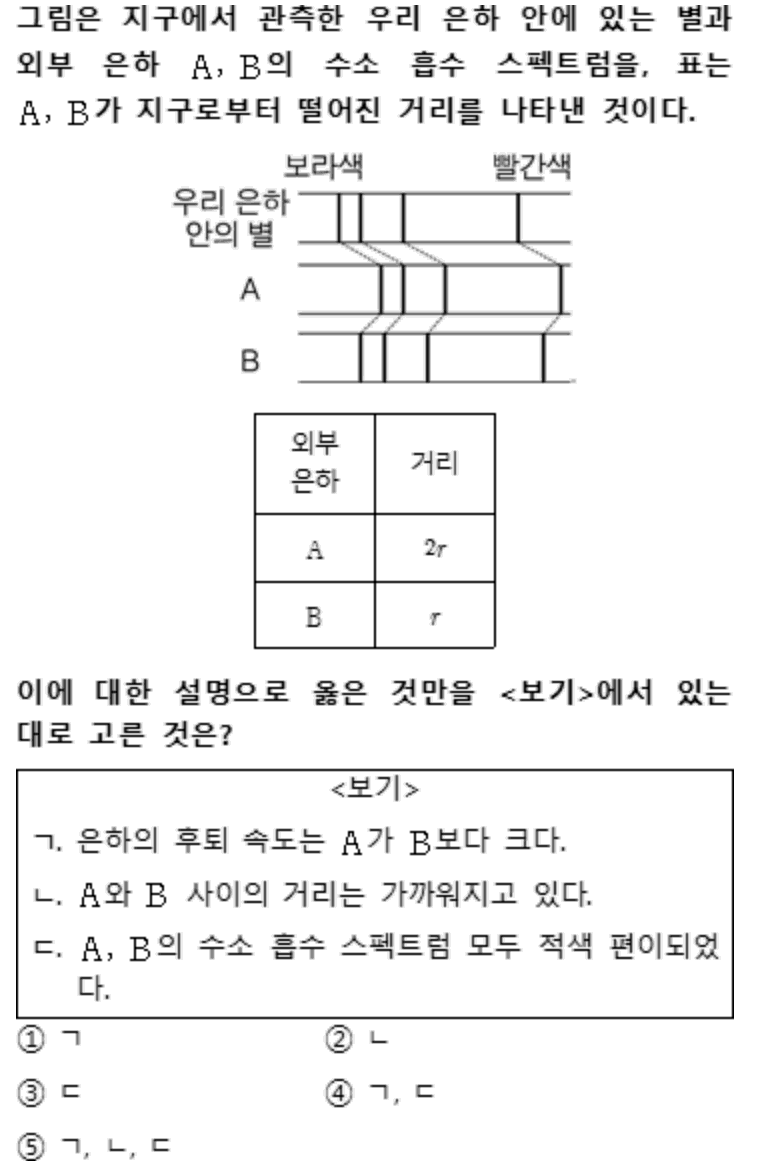 그림은 지구에서 관측한 우리 은하 안에 있는 별과
외부 은하 A, B의 수소 흡수 스펙트럼을, 표는
A, B가 지구로부터 떨어진 거리를 나타낸 것이다.
보라색 빨간색
우리 은하
안의 별
A
B
외부
은하 거리
A 2r
B r
이에 대한 설명으로 옳은 것만을 <보기>에서 있는
대로 고른 것은?
<보기>
ㄱ. 은하의 후퇴 속도는 A가 B보다 크다.
ㄴ. A와 B 사이의 거리는 가까워지고 있다.
ㄷ. A, B의 수소 흡수 스펙트럼 모두 적색 편이되었
다.
① ㄱ ② ㄴ
③ ㄷ ④ ㄱ, ㄷ
⑤ ㄱ, ㄴ, ㄷ